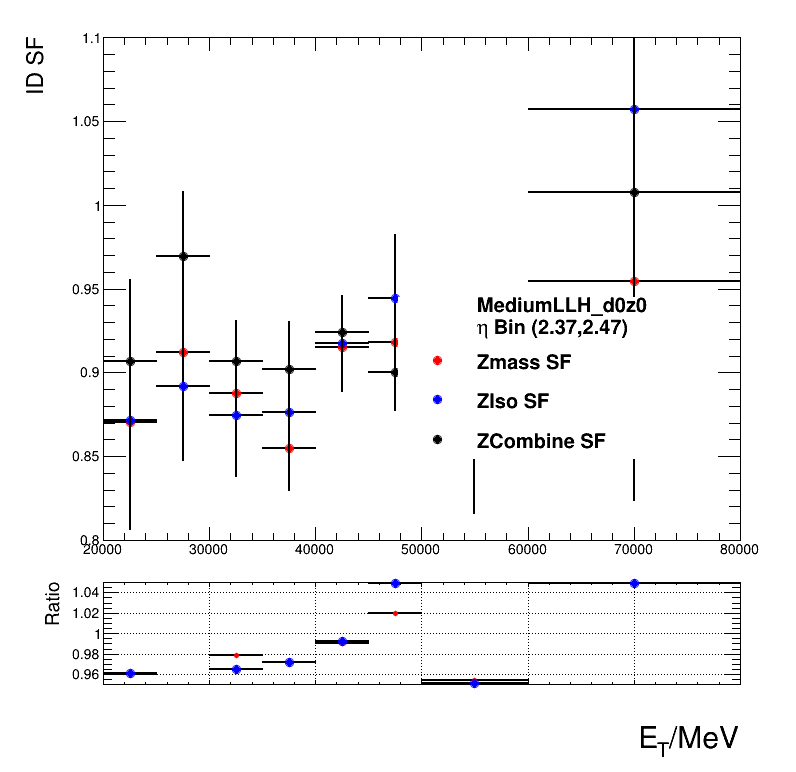 ID SF
1.1
1.05
1
0.95
0.9
0.85
0.8
MediumLLH_d0z0
η Bin (2.37,2.47)
Zmass SF
ZIso SF
ZCombine SF
20000 30000 40000 50000 60000 70000 80000
Ratio
1.04
1.02
1
0.98
0.96
E_T/MeV